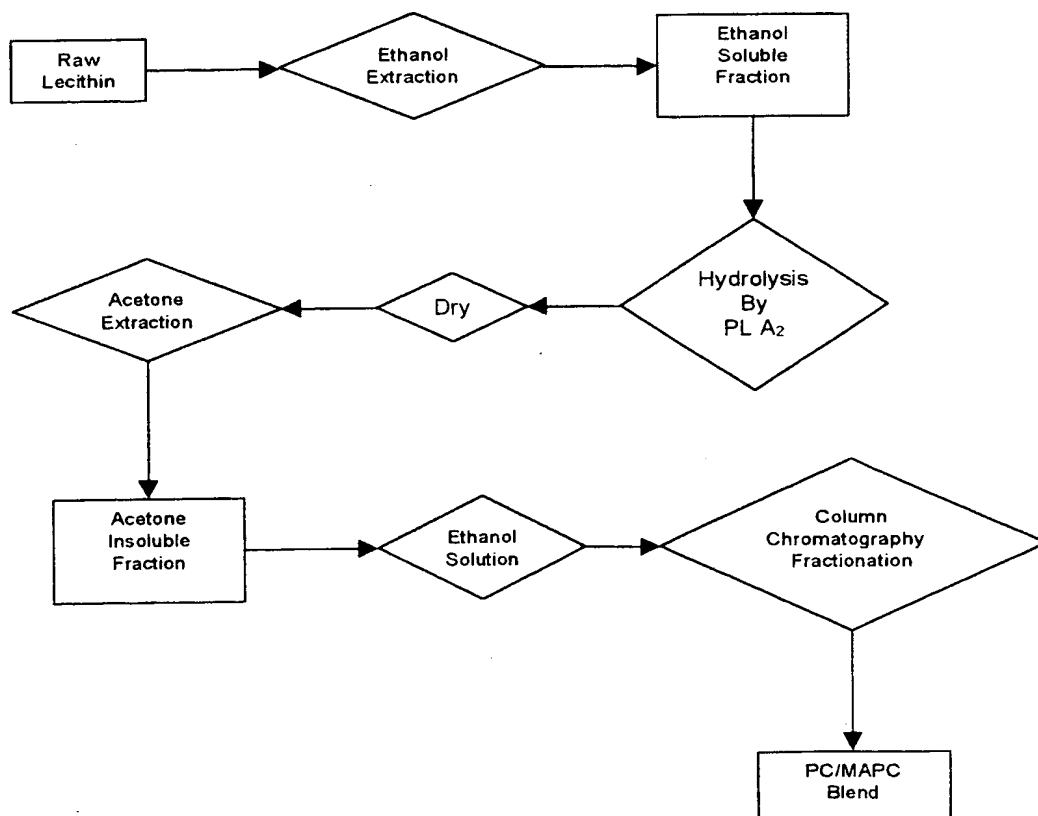 Raw
Lecithin
Ethanol
Extraction
Ethanol
Soluble
Fraction
Hydrolysis
By
PL A₂
Dry
Acetone
Extraction
Acetone
Insoluble
Fraction
Ethanol
Solution
Column
Chromatography
Fractionation
PC/MAPC
Blend